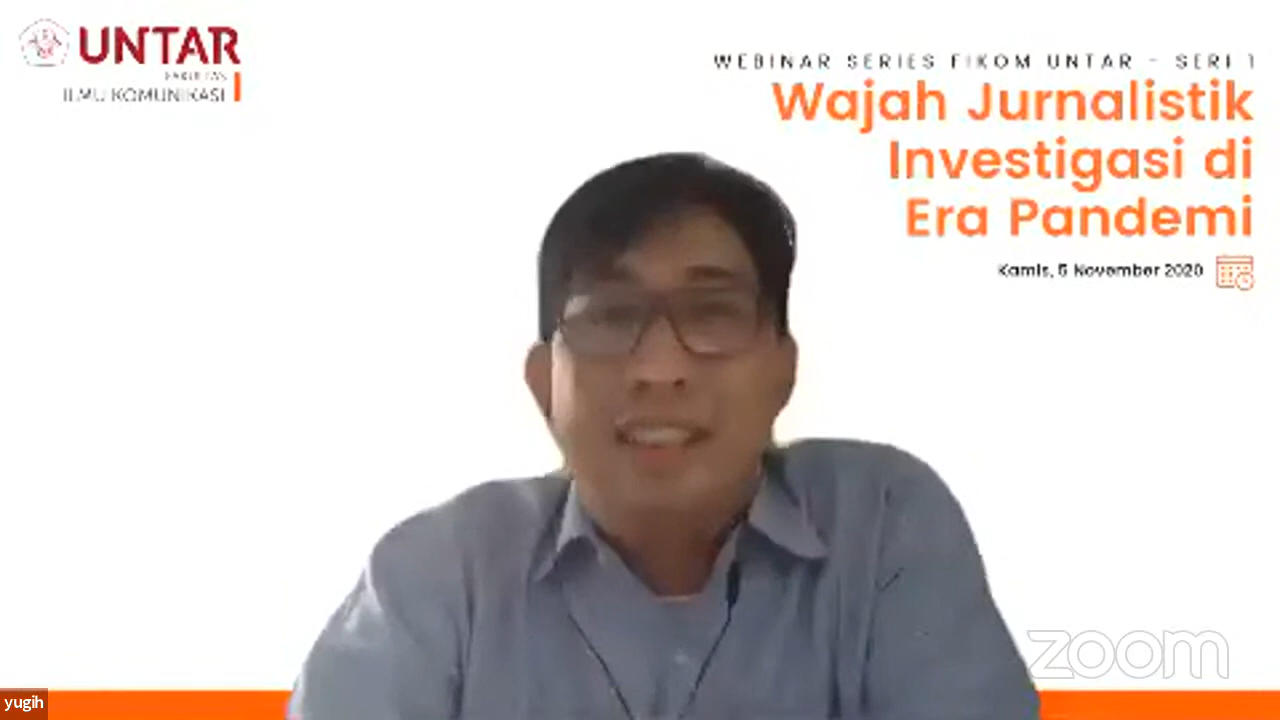 UNTAR
FAKULTAS
ILMU KOMUNIKASI
WEBINAR SERIES FIKOM UNTAR - SERI 1
Wajah Jurnalistik
Investigasi di
Era Pandemi
Kamis, 5 November 2020
zoom
yugih